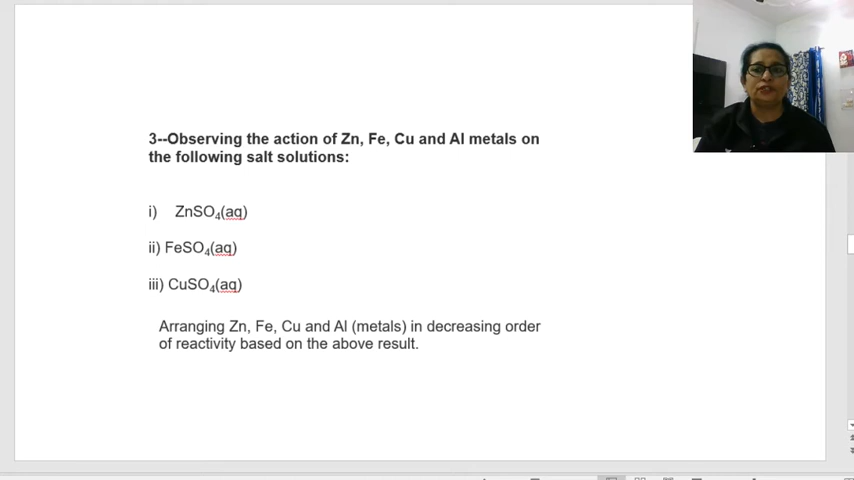 3--Observing the action of Zn, Fe, Cu and Al metals on
the following salt solutions:
i) ZnSO₄(aq)
ii) FeSO₄(aq)
iii) CuSO₄(aq)
Arranging Zn, Fe, Cu and Al (metals) in decreasing order
of reactivity based on the above result.